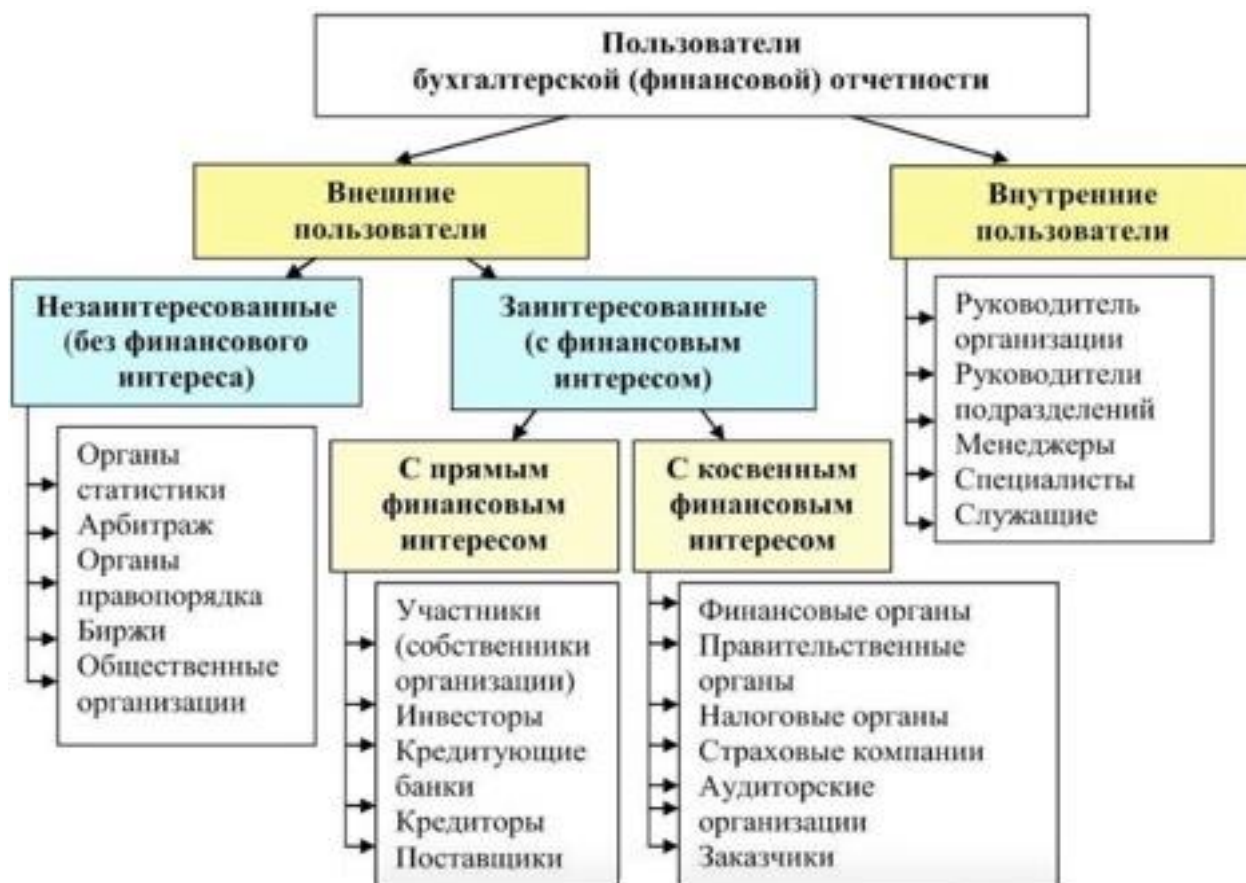 Пользователи
бухгалтерской (финансовой) отчетности
Внешние
пользователи
Внутренние
пользователи
Незаинтересованные
(без финансового
интереса)
Заинтересованные
(с финансовым
интересом)
Руководитель
организации
Руководители
подразделений
Менеджеры
Специалисты
Служащие
Органы
статистики
Арбитраж
Органы
правопорядка
Биржи
Общественные
организации
С прямым
финансовым
интересом
С косвенным
финансовым
интересом
Участники
(собственники
организации)
Инвесторы
Кредитующие
банки
Кредиторы
Поставщики
Финансовые органы
Правительственные
органы
Налоговые органы
Страховые компании
Аудиторские
организации
Заказчики